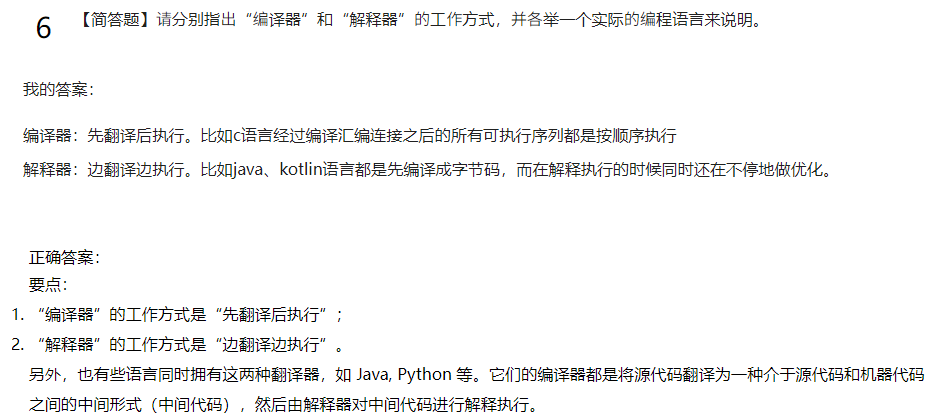 6 【简答题】请分别指出“编译器”和“解释器”的工作方式，并各举一个实际的编程语言来说明。
我的答案：
编译器：先翻译后执行。比如c语言经过编译汇编连接之后的所有可执行序列都是按顺序执行
解释器：边翻译边执行。比如java、kotlin语言都是先编译成字节码，而在解释执行的时候同时还在不停地做优化。
正确答案：
要点：
1. “编译器”的工作方式是“先翻译后执行”；
2. “解释器”的工作方式是“边翻译边执行”。
另外，也有些语言同时拥有这两种翻译器，如 Java, Python 等。它们的编译器都是将源代码翻译为一种介于源代码和机器代码
之间的中间形式（中间代码），然后由解释器对中间代码进行解释执行。